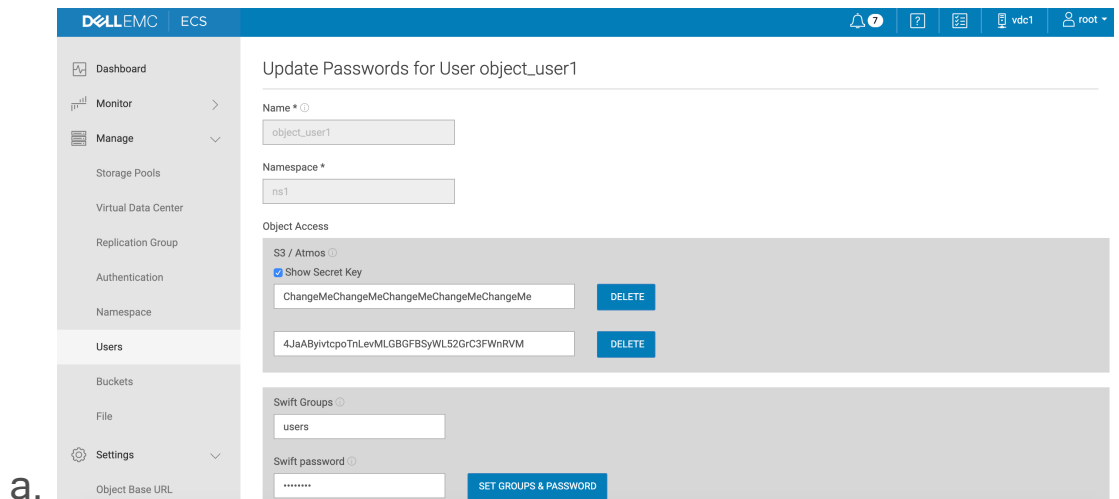 DELLEMC | ECS
7
?
vdc1
root
Dashboard
Monitor
Manage
Storage Pools
Virtual Data Center
Replication Group
Authentication
Namespace
Users
Buckets
File
Settings
Object Base URL
Update Passwords for User object_user1
Name *
object_user1
Namespace *
ns1
Object Access
S3 / Atmos
Show Secret Key
ChangeMeChangeMeChangeMeChangeMeChangeMe
DELETE
4JaAByivtcpoTnLevMLGBGFBSyWL52GrC3FWnRVM
DELETE
Swift Groups
users
Swift password
········
SET GROUPS & PASSWORD
a.